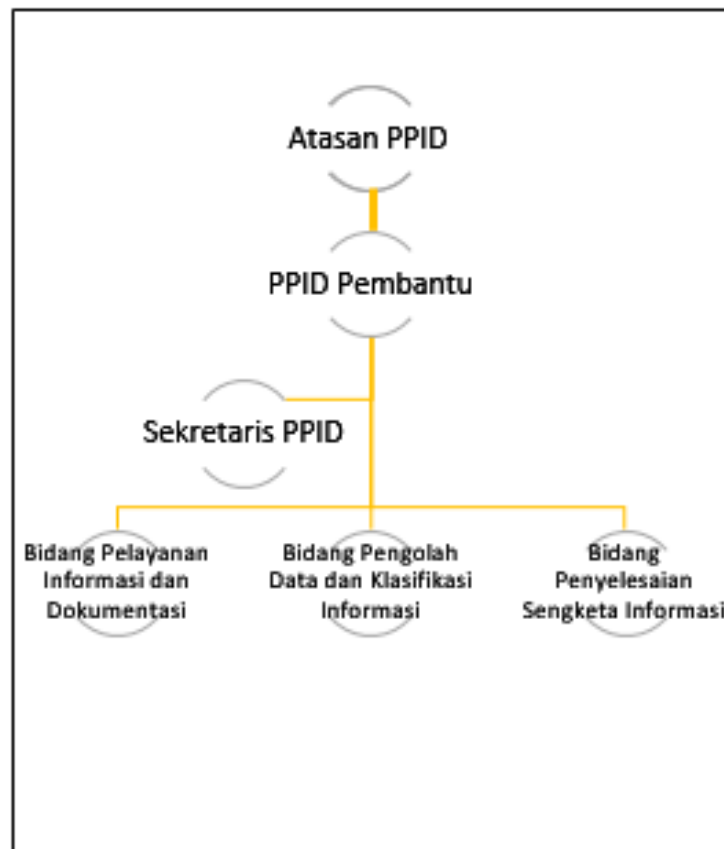 Atasan PPID
PPID Pembantu
Sekretaris PPID
Bidang Pelayanan
Informasi dan
Dokumentasi
Bidang Pengolah
Data dan Klasifikasi
Informasi
Bidang
Penyelesaian
Sengketa Informasi